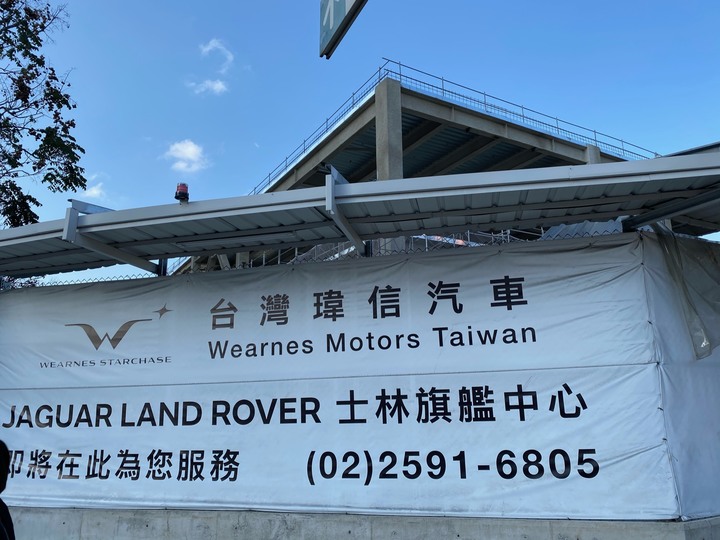 台灣瑋信汽車
WEARNES STARCHASE
Wearnes Motors Taiwan
JAGUAR LAND ROVER 士林旗艦中心
即將在此為您服務 (02)2591-6805